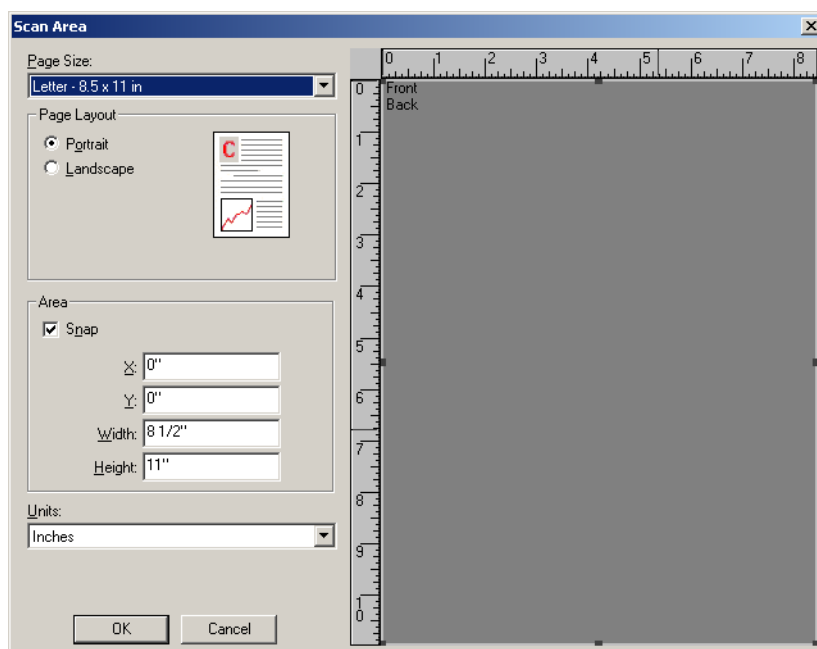 Scan Area
Page Size:
Letter - 8.5 x 11 in
Page Layout
Portrait
Landscape
C
Area
Snap
X: 0"
Y: 0"
Width: 8 1/2"
Height: 11"
Units:
Inches
OK Cancel
0 1 2 3 4 5 6 7 8
0
Front
Back
1
2
3
4
5
6
7
8
9
10